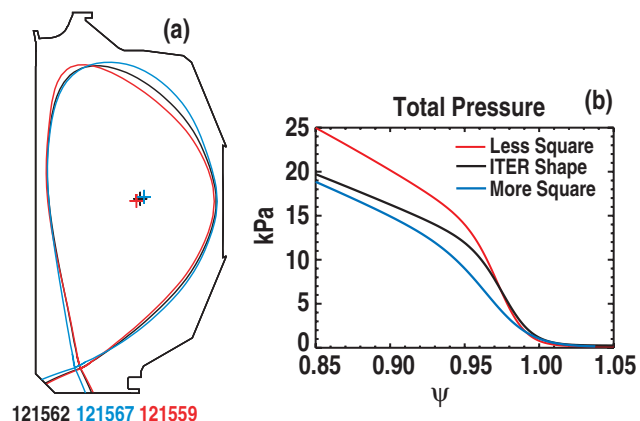 (a)
121562 121567 121559
Total Pressure
(b)
Less Square
ITER Shape
More Square
kPa
25
20
15
10
5
0
0.85 0.90 0.95 1.00 1.05
ψ